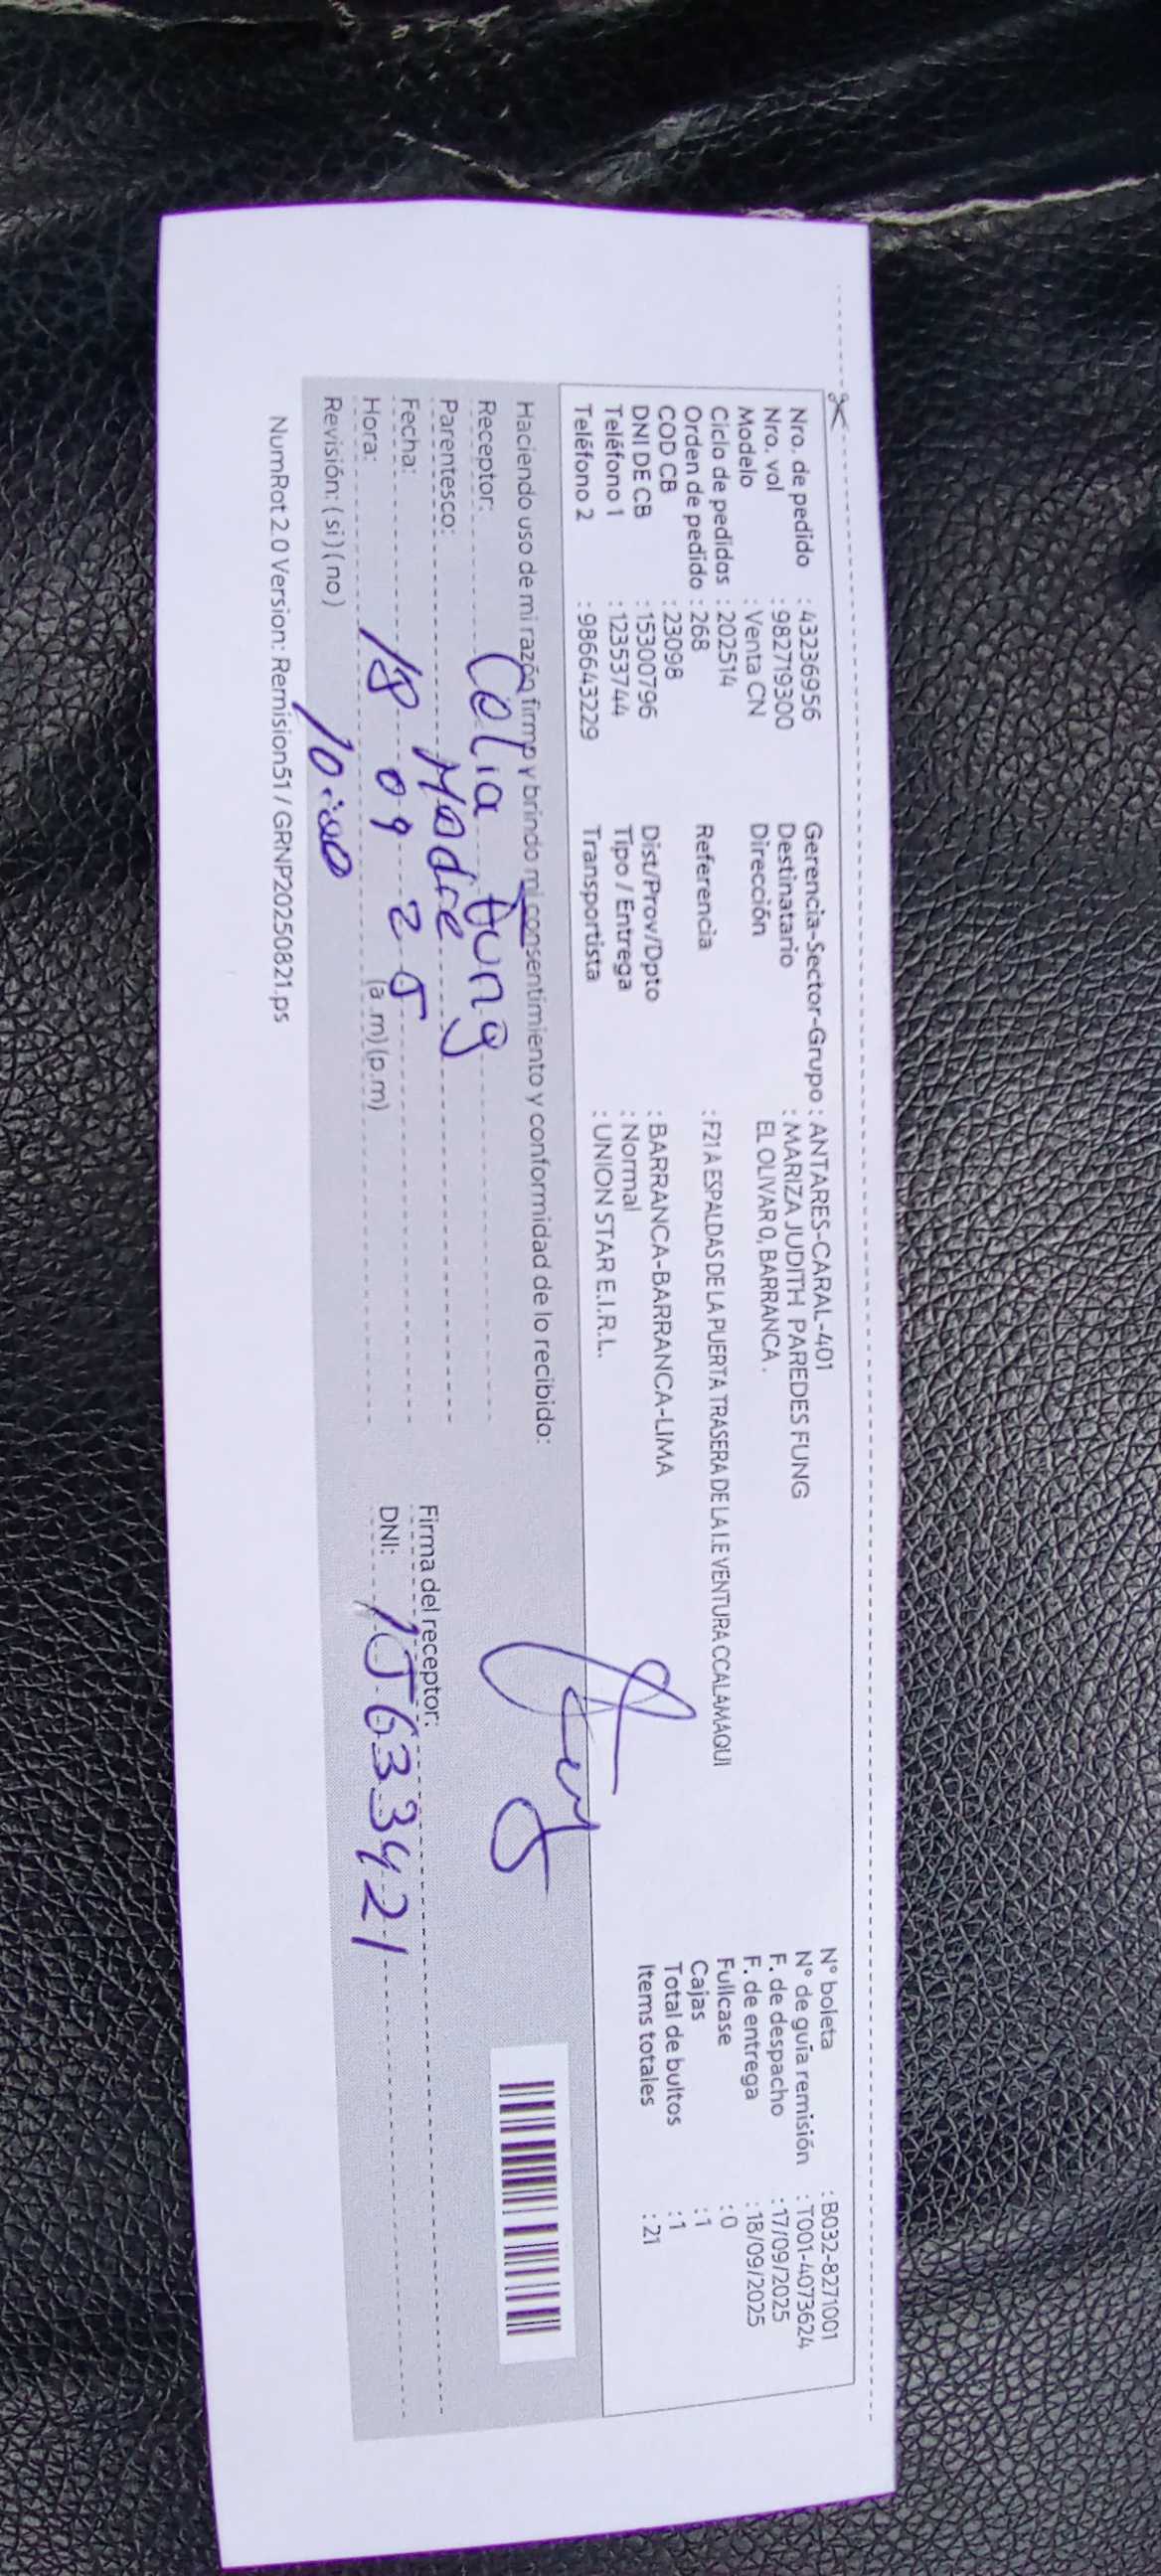 Nro. de pedido : 43236956
Nro. vol : 982719300
Modelo : Venta CN
Ciclo de pedidos : 202514
Orden de pedido : 268
COD CB : 23098
DNI DE CB : 15300796
Teléfono 1 : 12353744
Teléfono 2 : 986643229
Gerencia-Sector-Grupo : ANTARES-CARAL-401
Destinatario : MARIZA JUDITH PAREDES FUNG
Dirección EL OLIVAR 0, BARRANCA .
Referencia : F21 A ESPALDAS DE LA PUERTA TRASERA DE LA I.E VENTURA CCALAMAQUI
Dist/Prov/Dpto : BARRANCA-BARRANCA-LIMA
Tipo / Entrega : Normal
Transportista : UNION STAR E.I.R.L.
N° boleta : B032-8271001
N° de guía remisión : T001-4073624
F. de despacho : 17/09/2025
F. de entrega : 18/09/2025
Fullcase : 0
Cajas : 1
Total de bultos : 1
Items totales : 21
Haciendo uso de mi razón firmo y brindo mi consentimiento y conformidad de lo recibido:
Receptor: Celia Fung
Parentesco: Madre
Fecha: 18 09 25
Hora: 10:00 (a.m)(p.m)
Revisión: ( si ) ( no )
Firma del receptor:
DNI: 15633421
NumRot 2.0 Version: Remision51 / GRNP20250821.ps